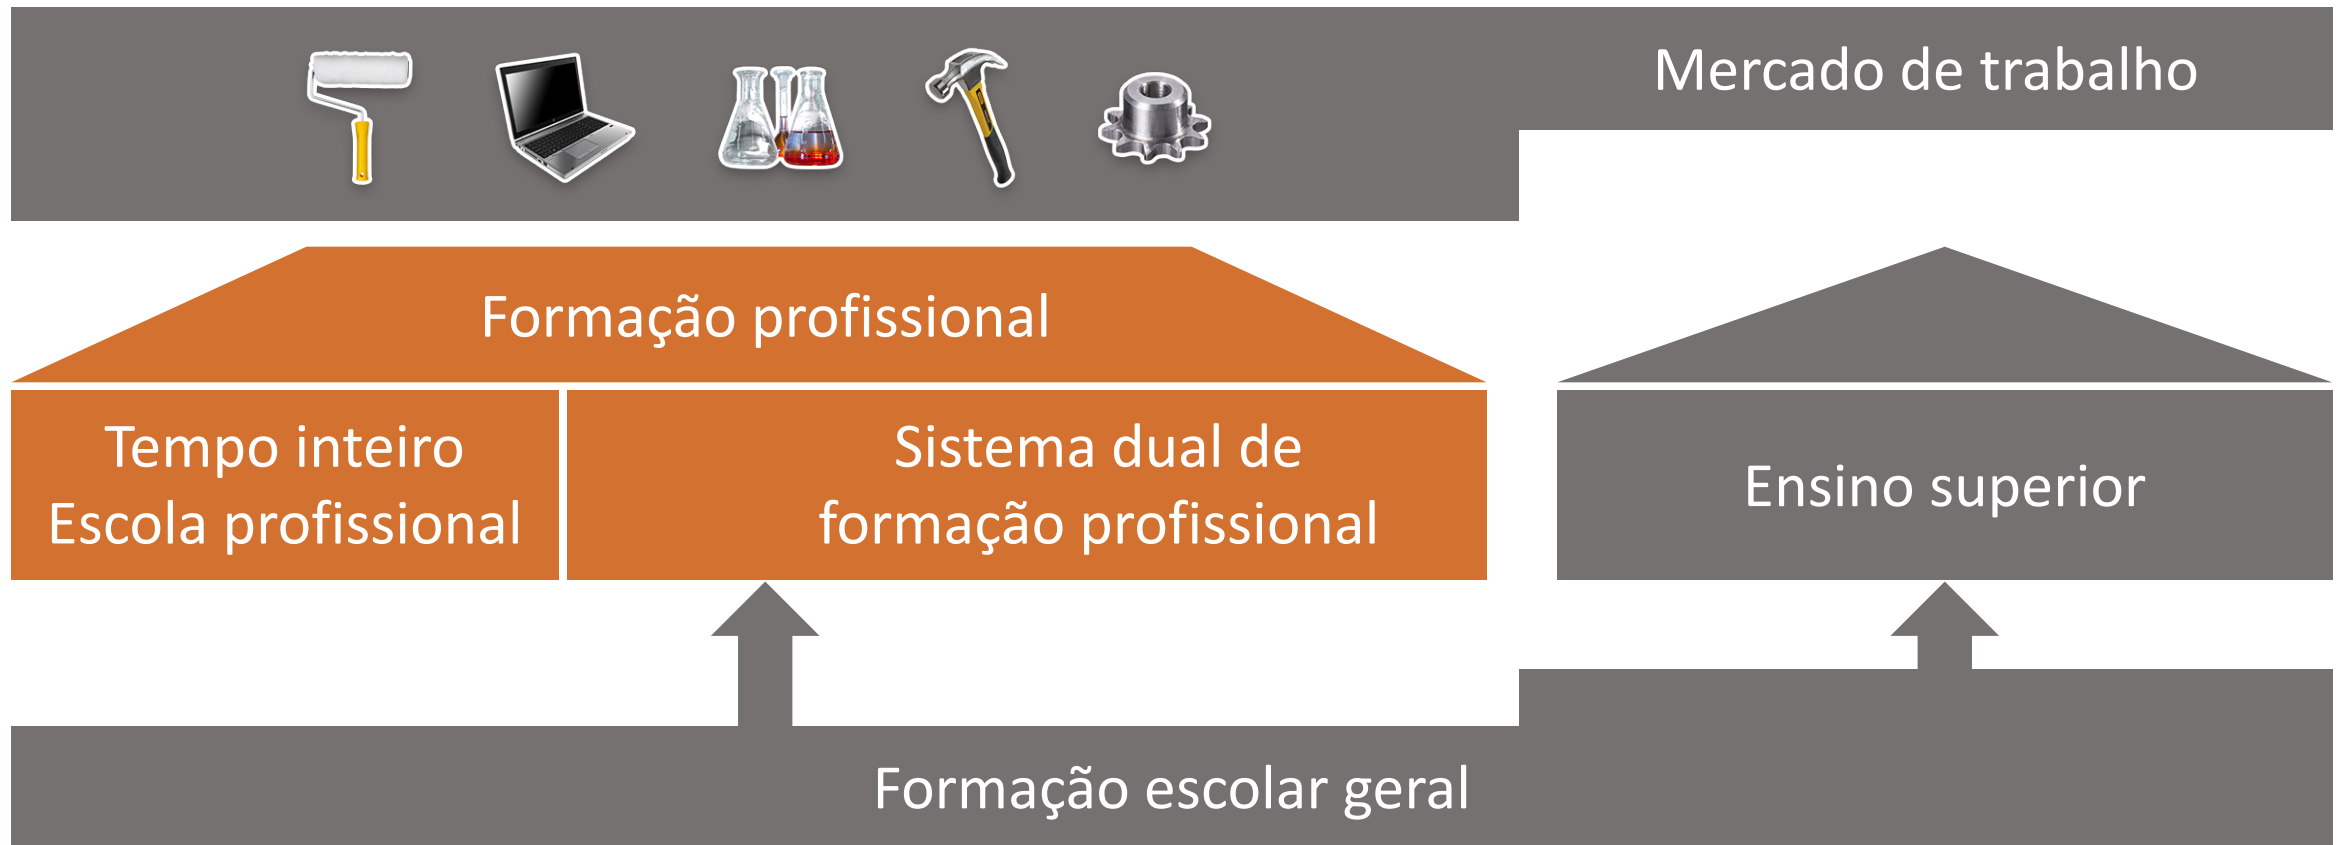 Mercado de trabalho
Formação profissional
Tempo inteiro
Escola profissional
Sistema dual de
formação profissional
Ensino superior
Formação escolar geral